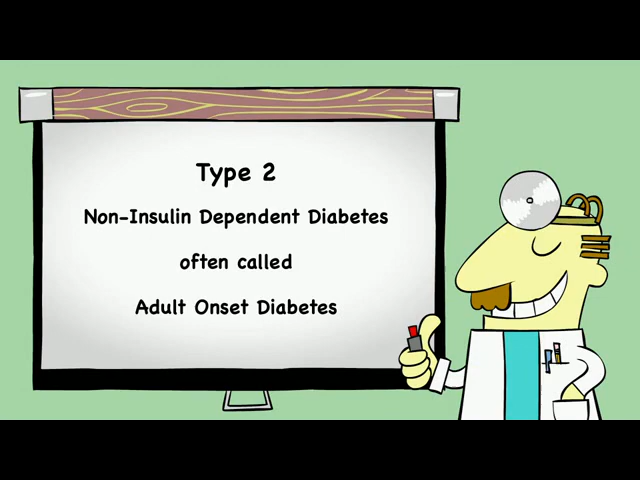 Type 2
Non-Insulin Dependent Diabetes
often called
Adult Onset Diabetes